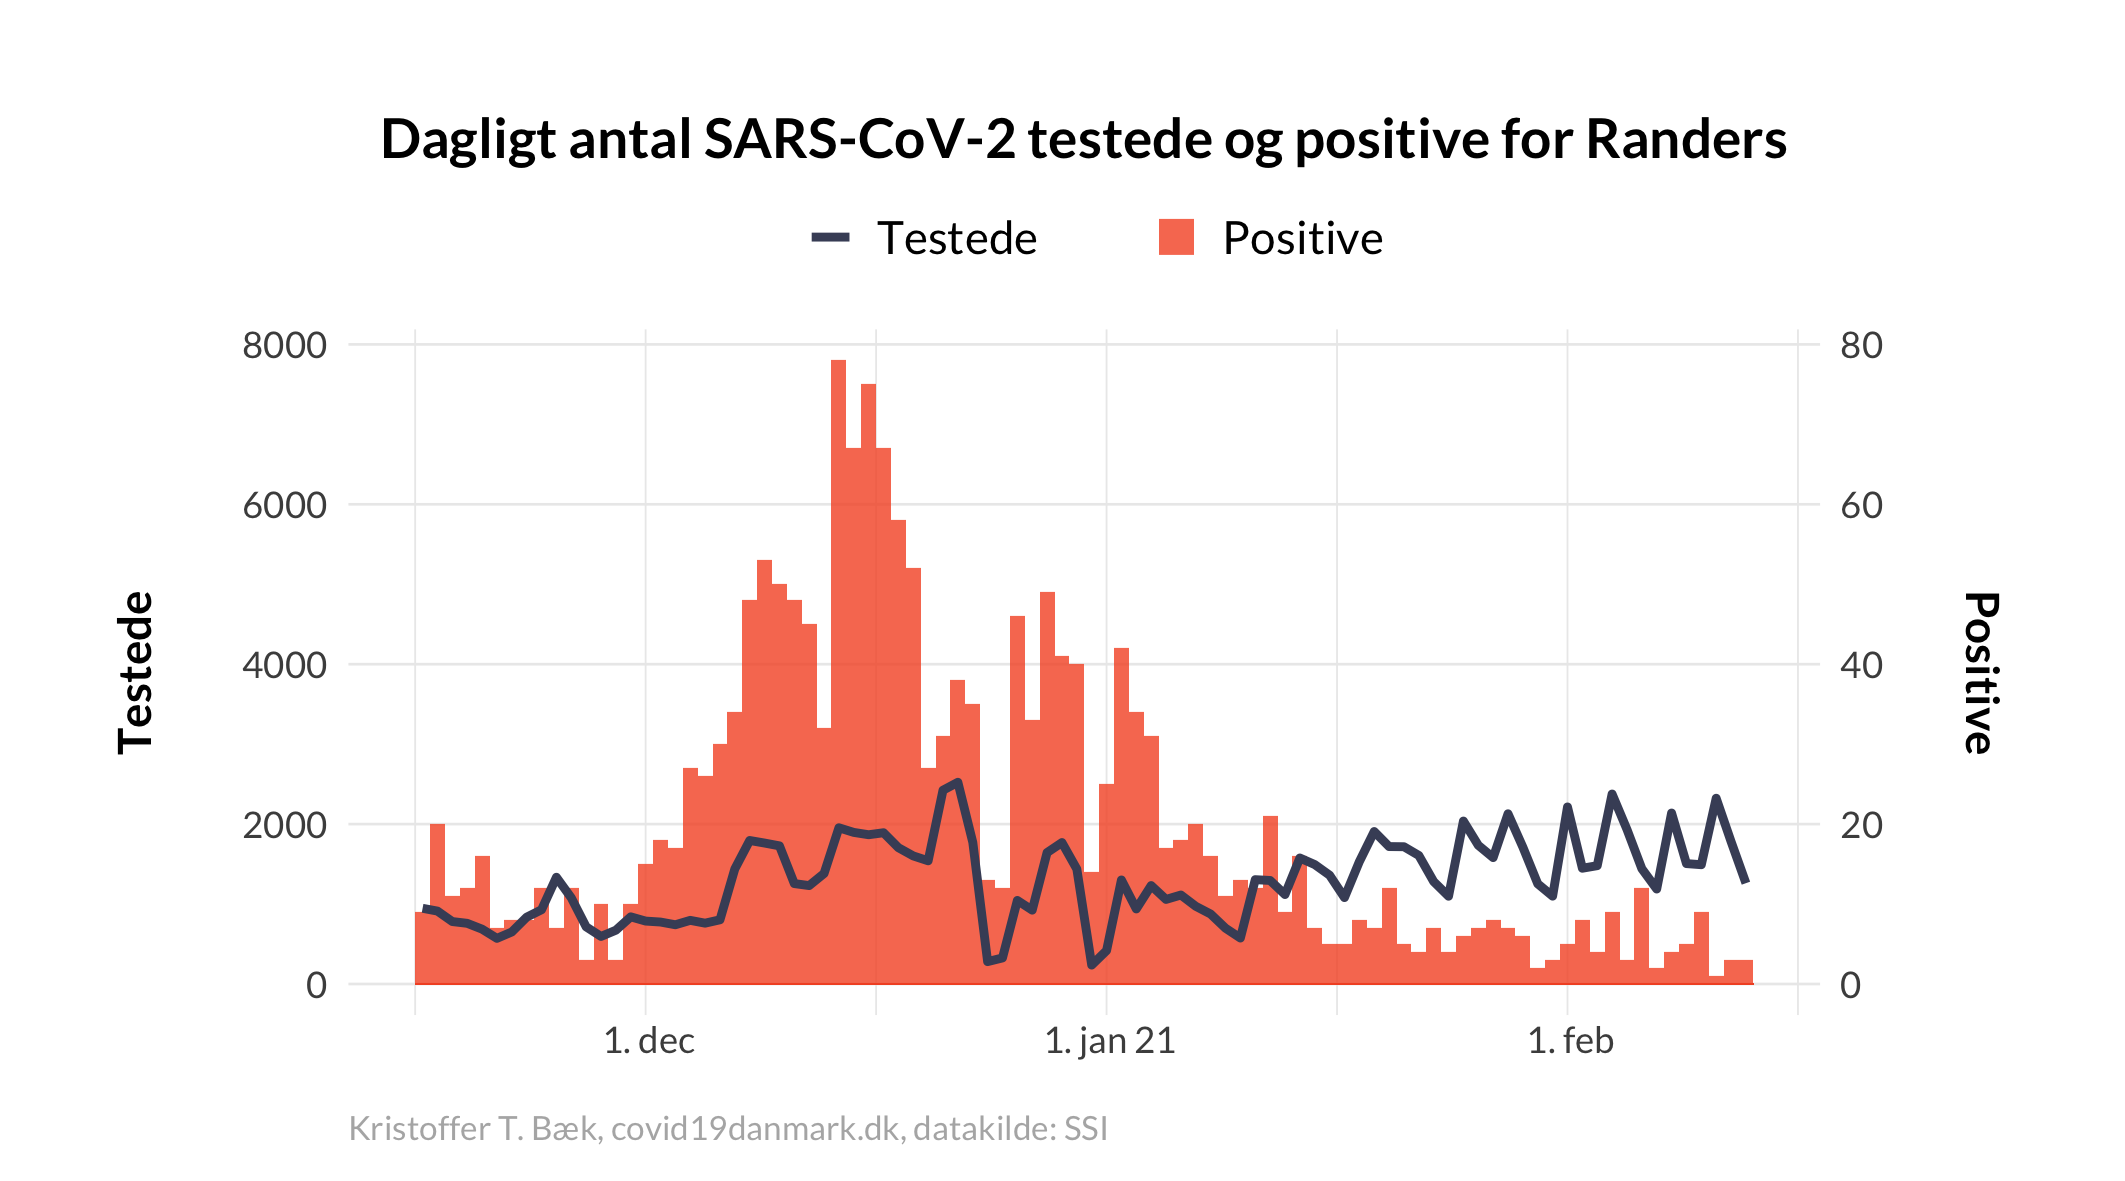 Dagligt antal SARS-CoV-2 testede og positive for Randers
Testede
Positive
8000
6000
4000
2000
0
80
60
40
20
0
Testede
Positive
1. dec
1. jan 21
1. feb
Kristoffer T. Bæk, covid19danmark.dk, datakilde: SSI